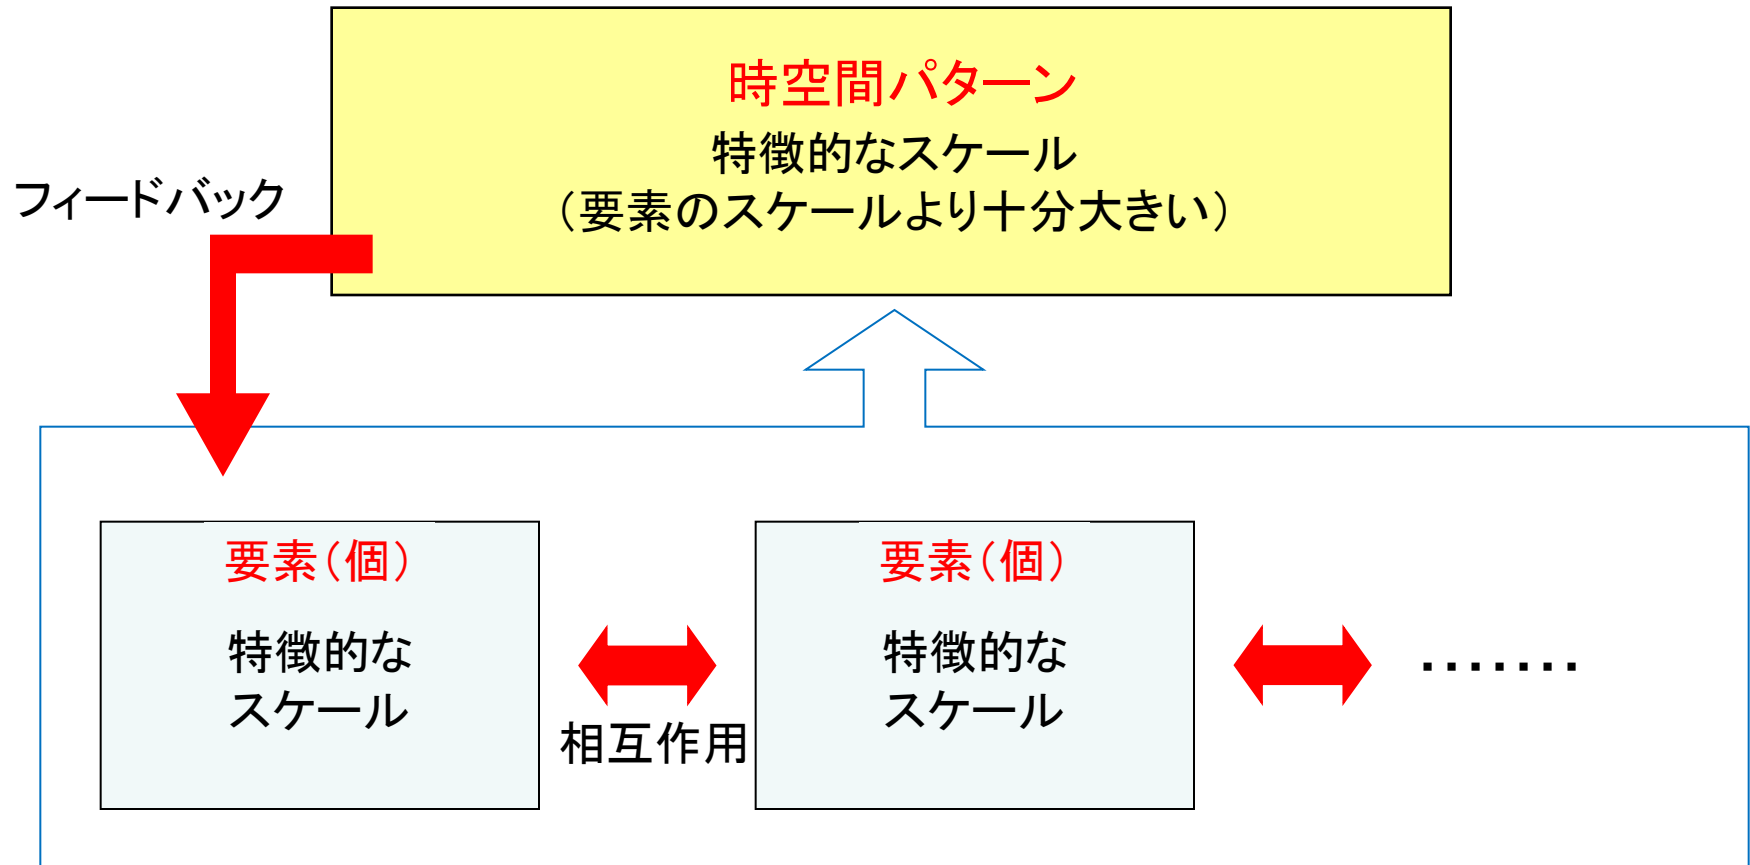 時空間パターン
特徴的なスケール
（要素のスケールより十分大きい）
フィードバック
要素（個）
特徴的な
スケール
相互作用
要素（個）
特徴的な
スケール
・・・・・・・